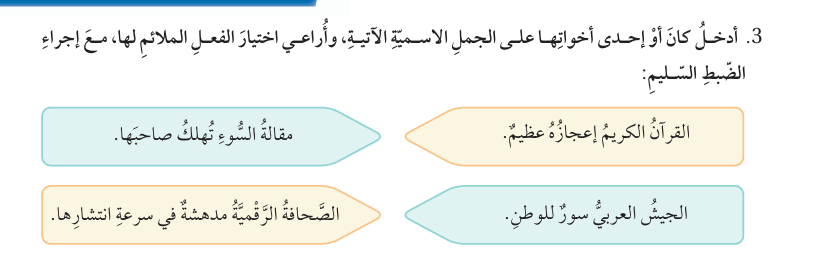 3. أدخلُ كانَ أوْ إحدى أخواتِها على الجملِ الاسميّةِ الآتيةِ، وأُراعي اختيارَ الفعلِ الملائمِ لها، معَ إجراءِ
الضّبطِ السّليمِ:
القرآنُ الكريمُ إعجازُهُ عظيمٌ.
مقالةُ السُّوءِ تُهلكُ صاحبَها.
الجيشُ العربيُّ سورٌ للوطنِ.
الصَّحافةُ الرَّقْميَّةُ مدهشةٌ في سرعةِ انتشارِها.